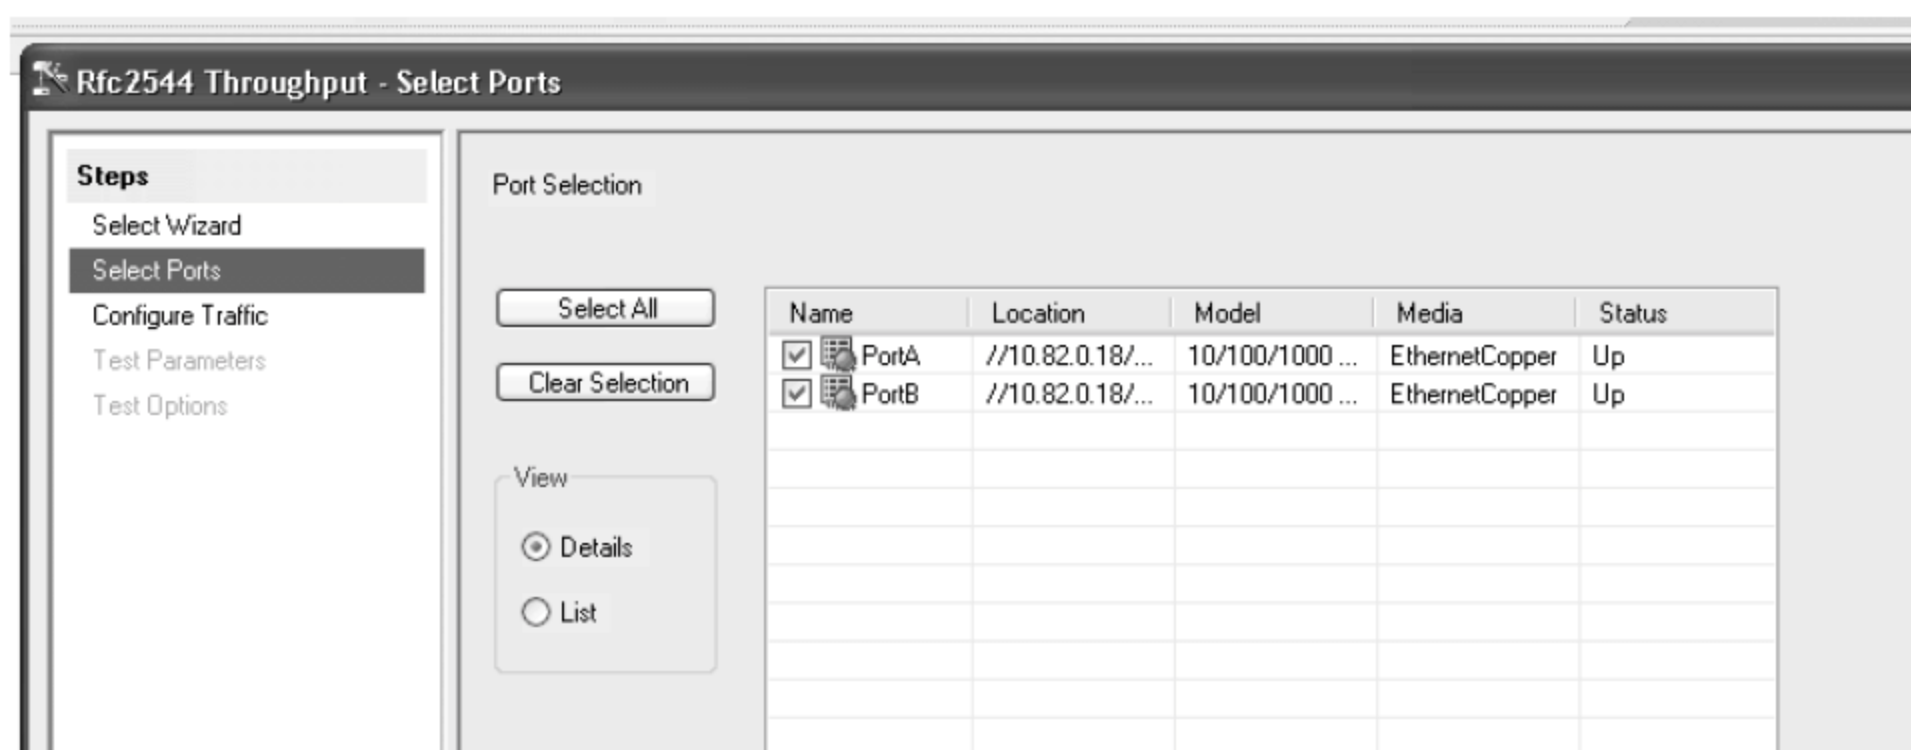 Rfc2544 Throughput - Select Ports
Steps
Select Wizard
Select Ports
Configure Traffic
Test Parameters
Test Options
Port Selection
Select All
Clear Selection
View
Details
List
Name Location Model Media Status
PortA //10.82.0.18/... 10/100/1000 ... EthernetCopper Up
PortB //10.82.0.18/... 10/100/1000 ... EthernetCopper Up